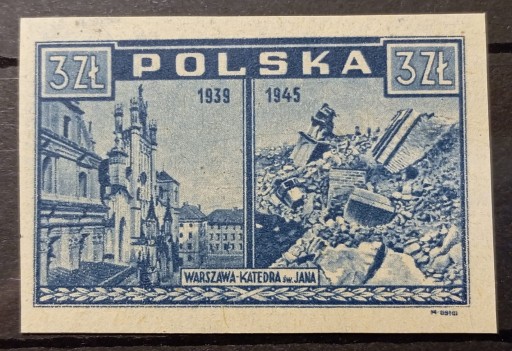 3 ZŁ POLSKA 3 ZŁ
1939 1945
WARSZAWA-KATEDRA ŚW. JANA